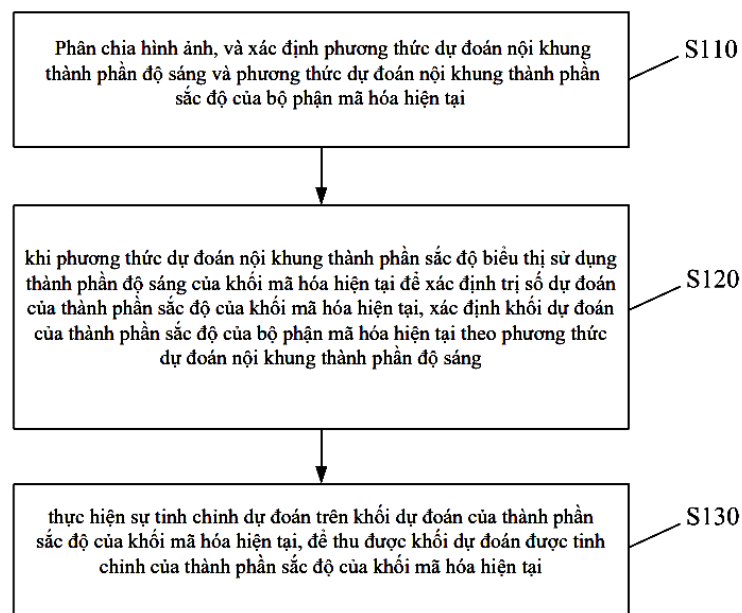 Phân chia hình ảnh, và xác định phương thức dự đoán nội khung
thành phần độ sáng và phương thức dự đoán nội khung thành phần
sắc độ của bộ phận mã hóa hiện tại
S110
khi phương thức dự đoán nội khung thành phần sắc độ biểu thị sử dụng
thành phần độ sáng của khối mã hóa hiện tại để xác định trị số dự đoán
của thành phần sắc độ của khối mã hóa hiện tại, xác định khối dự đoán
của thành phần sắc độ của bộ phận mã hóa hiện tại theo phương thức
dự đoán nội khung thành phần độ sáng
S120
thực hiện sự tinh chỉnh dự đoán trên khối dự đoán của thành phần
sắc độ của khối mã hóa hiện tại, để thu được khối dự đoán được tinh
chỉnh của thành phần sắc độ của khối mã hóa hiện tại
S130